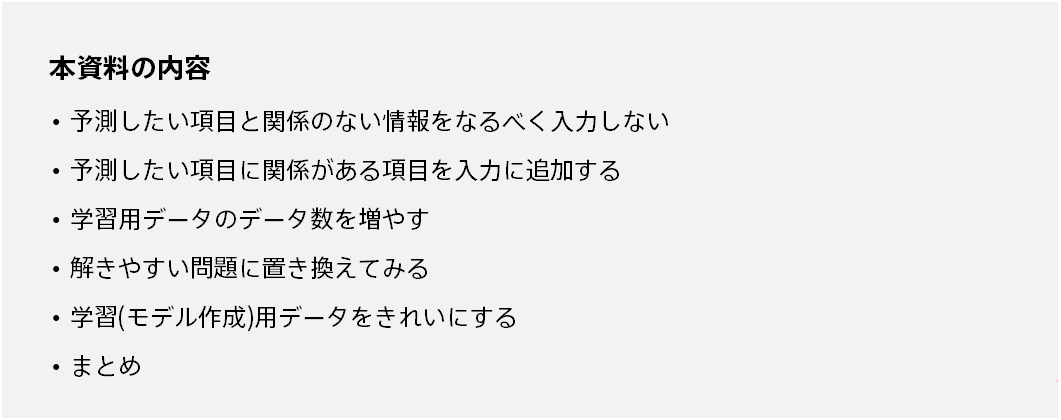 本資料の内容
• 予測したい項目と関係のない情報をなるべく入力しない
• 予測したい項目に関係がある項目を入力に追加する
• 学習用データのデータ数を増やす
• 解きやすい問題に置き換えてみる
• 学習(モデル作成)用データをきれいにする
• まとめ